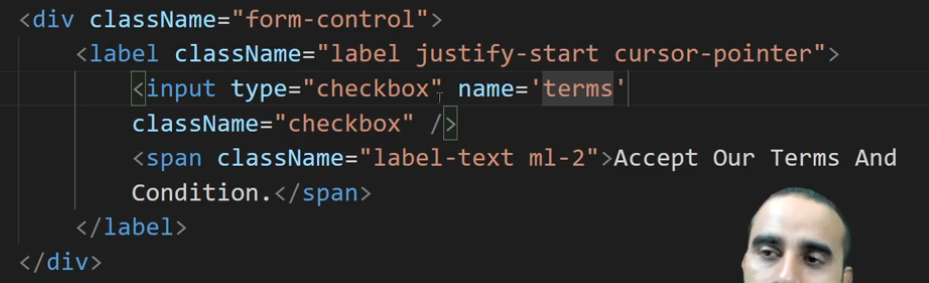 <div className="form-control">
<label className="label justify-start cursor-pointer">
<input type="checkbox" name='terms'
className="checkbox" />
<span className="label-text ml-2">Accept Our Terms And
Condition.</span>
</label>
</div>